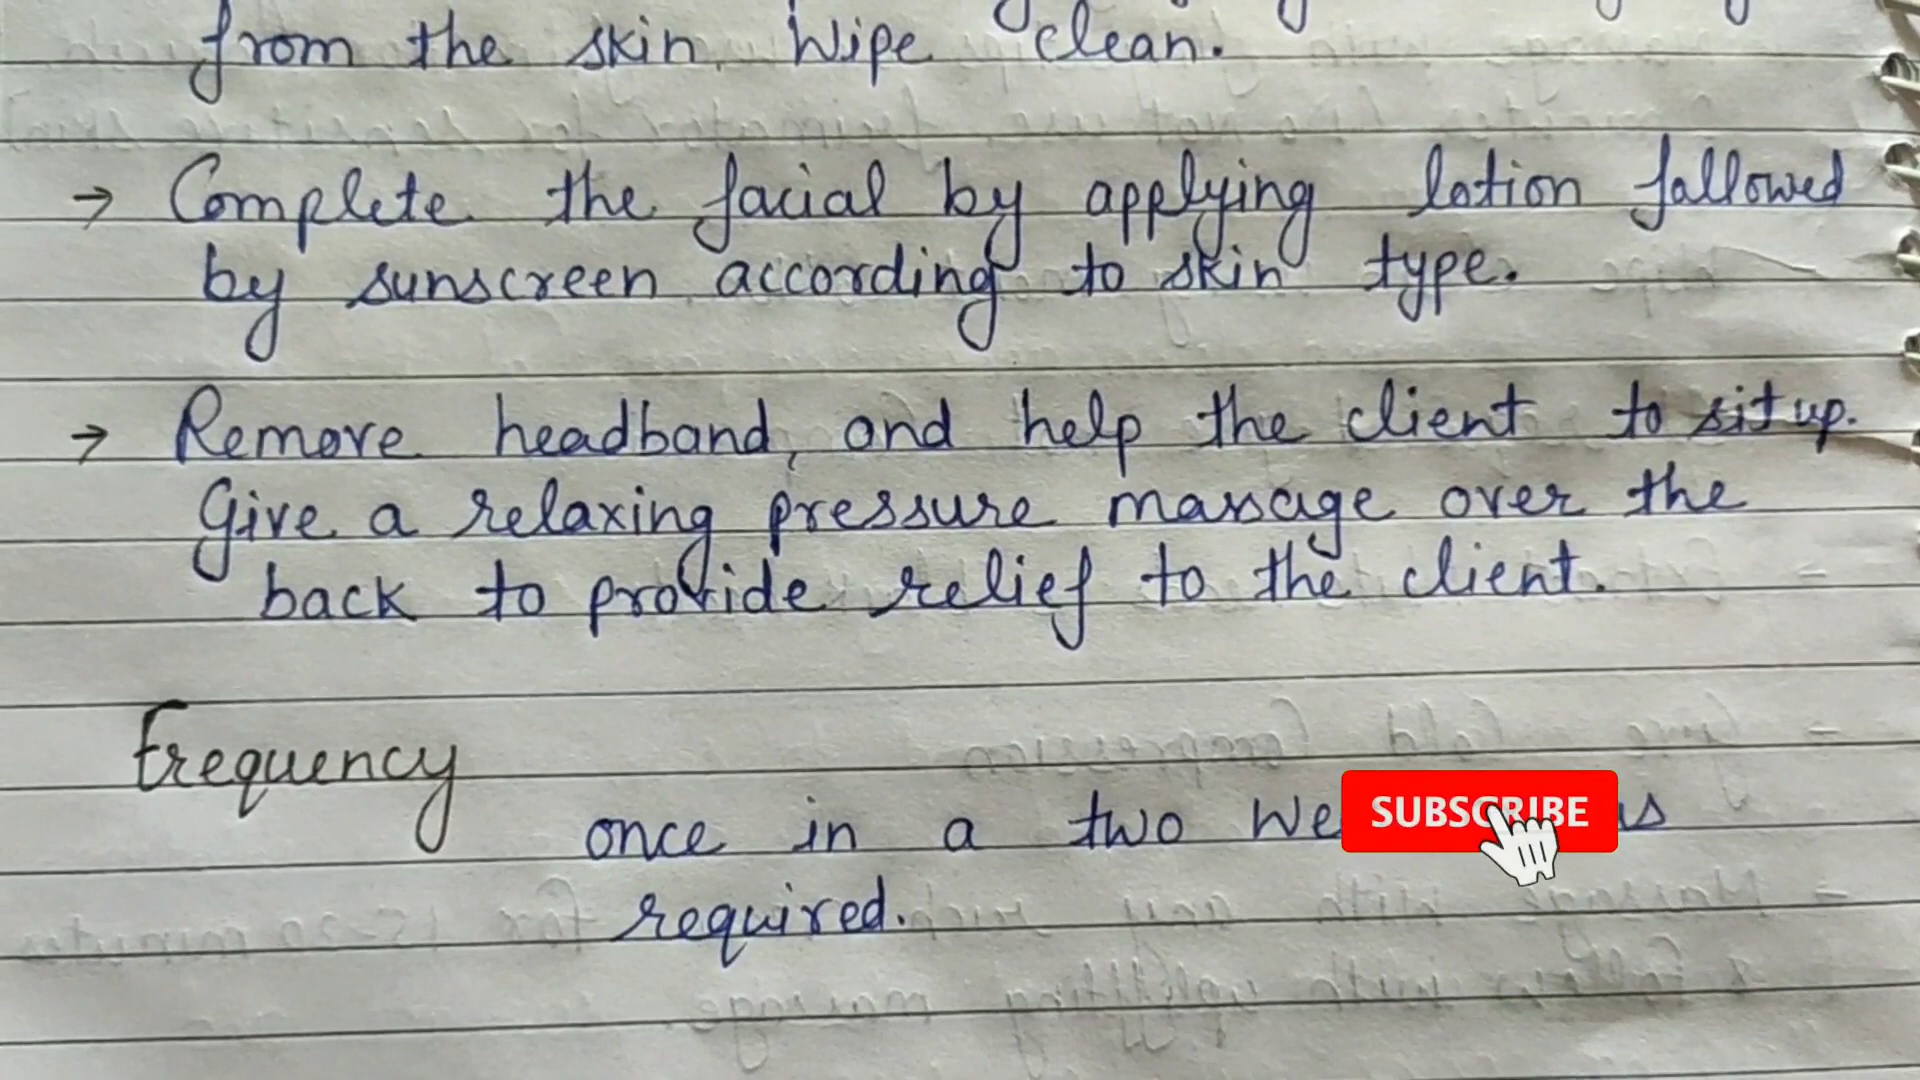 from the skin. Wipe clean.
→ Complete the facial by applying lotion fallowed
by sunscreen according to skin type.
→ Remove headband, and help the client to sit up.
Give a relaxing pressure massage over the
back to provide relief to the client.
Frequency
once in a two We
SUBSCRIBE
required.